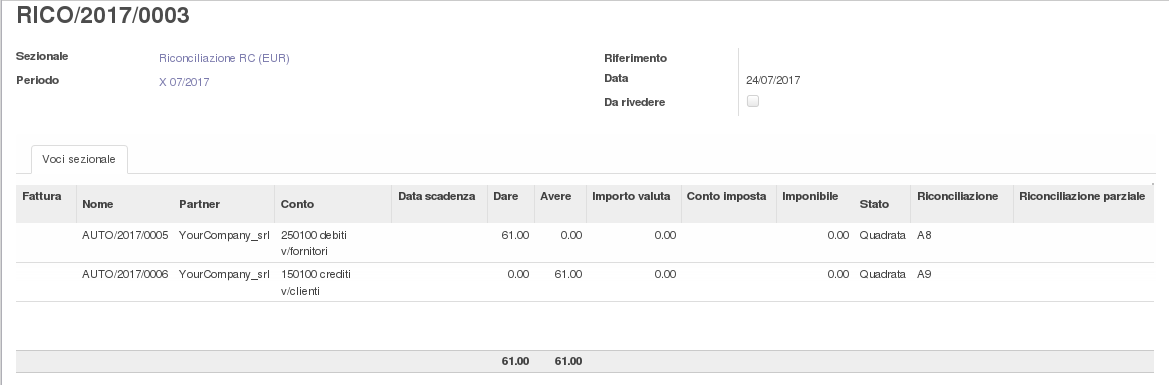 RICO/2017/0003
Sezionale Riconciliazione RC (EUR) Riferimento
Periodo X 07/2017 Data 24/07/2017
Da rivedere
Voci sezionale
Fattura Nome Partner Conto Data scadenza Dare Avere Importo valuta Conto imposta Imponibile Stato Riconciliazione Riconciliazione parziale
AUTO/2017/0005 YourCompany_srl 250100 debiti 61.00 0.00 0.00 0.00 Quadrata A8
v/fornitori
AUTO/2017/0006 YourCompany_srl 150100 crediti 0.00 61.00 0.00 0.00 Quadrata A9
v/clienti
61.00 61.00